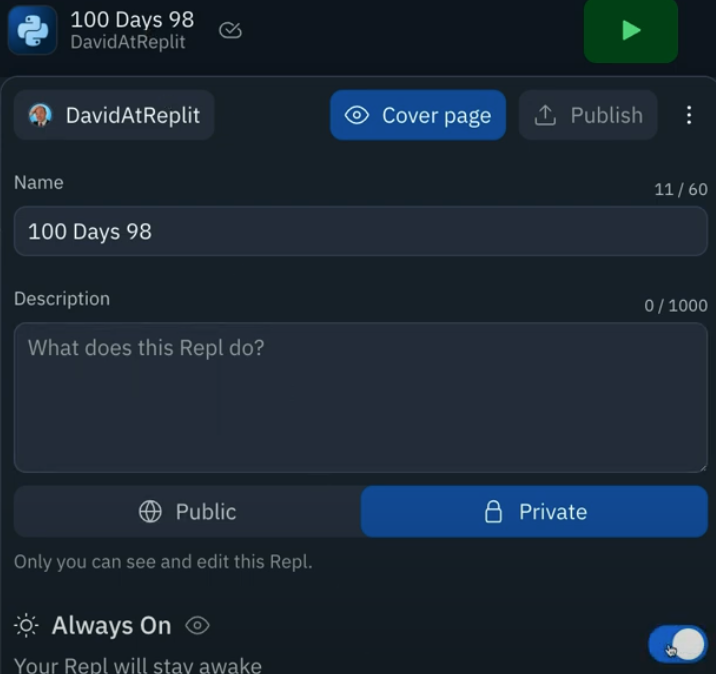 100 Days 98
DavidAtReplit
DavidAtReplit
Cover page
Publish
Name
11 / 60
100 Days 98
Description
0 / 1000
What does this Repl do?
Public
Private
Only you can see and edit this Repl.
Always On
Your Repl will stay awake